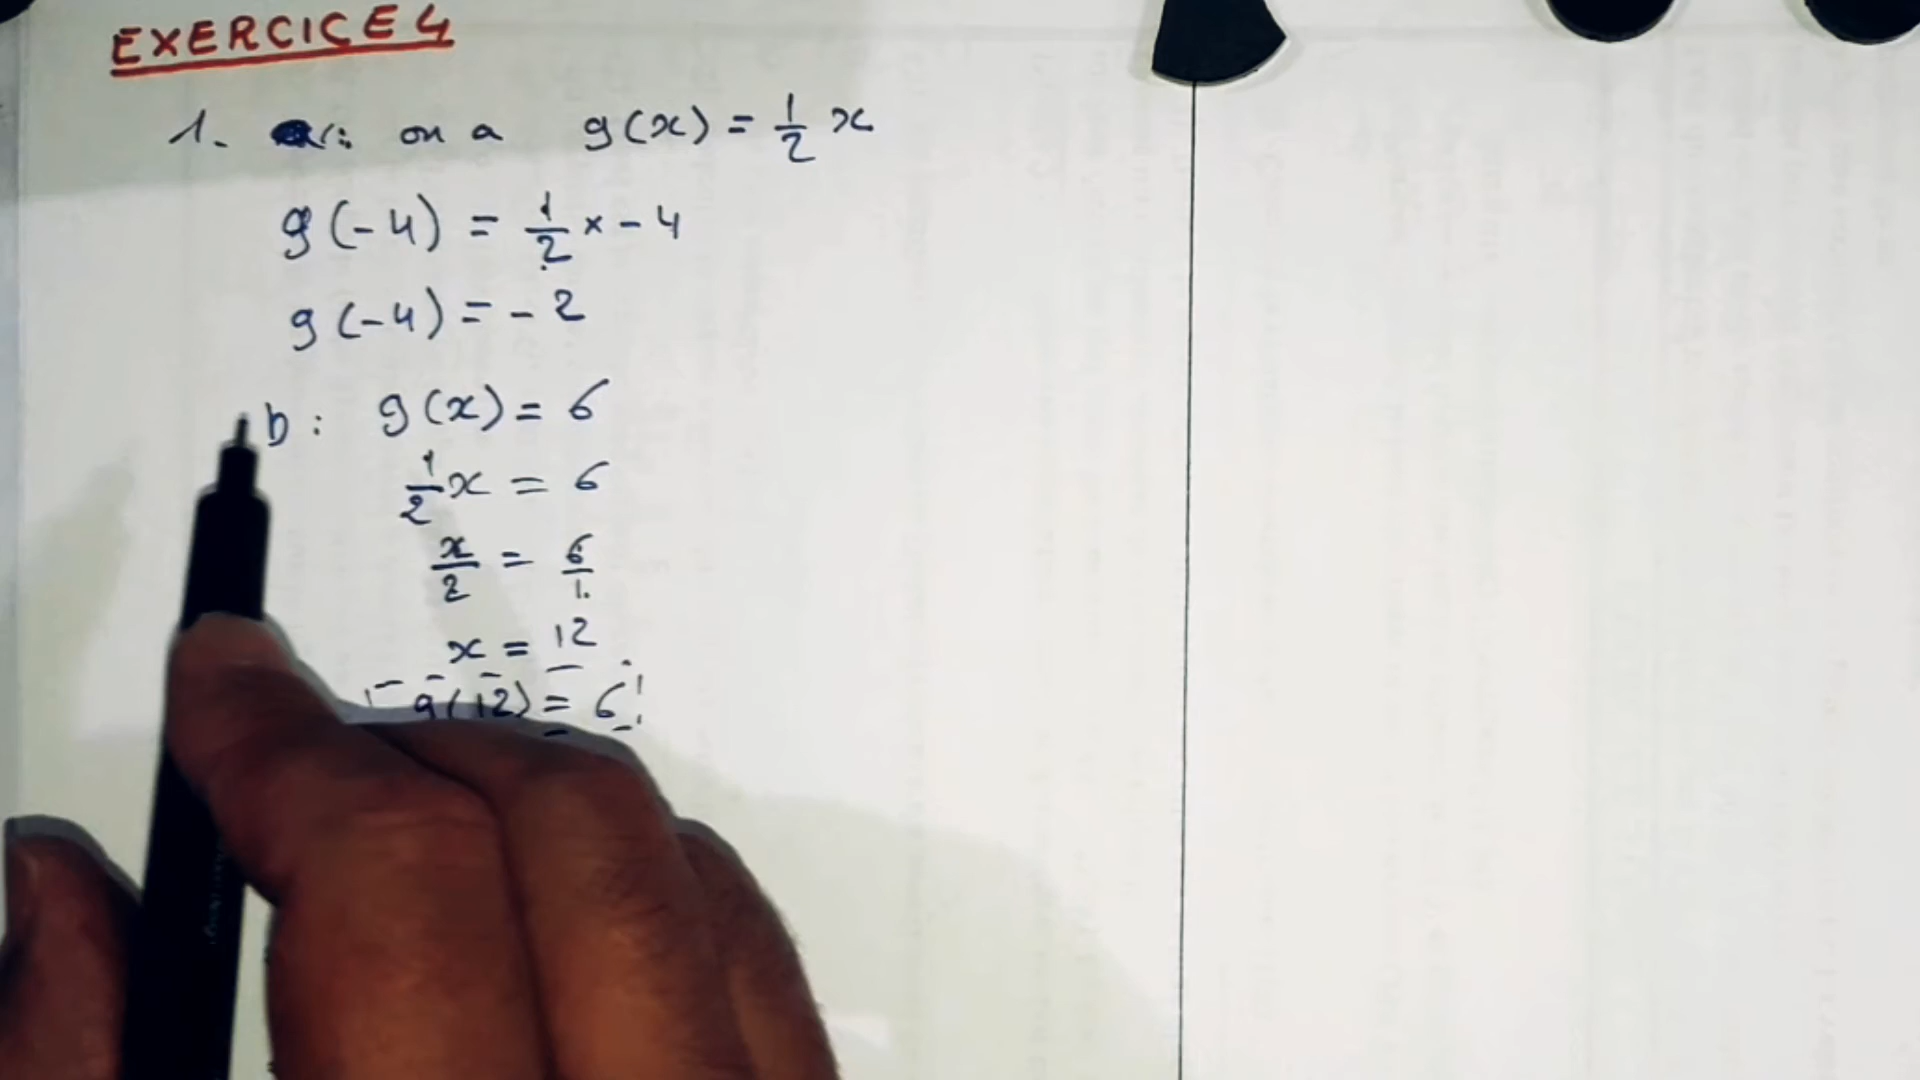 EXERCICE 4
1. a: on a g(x) = 1/2 x
g(-4) = 1/2 x - 4
g(-4) = - 2
b: g(x) = 6
1/2 x = 6
x/2 = 6/1
x = 12
g(12) = 6